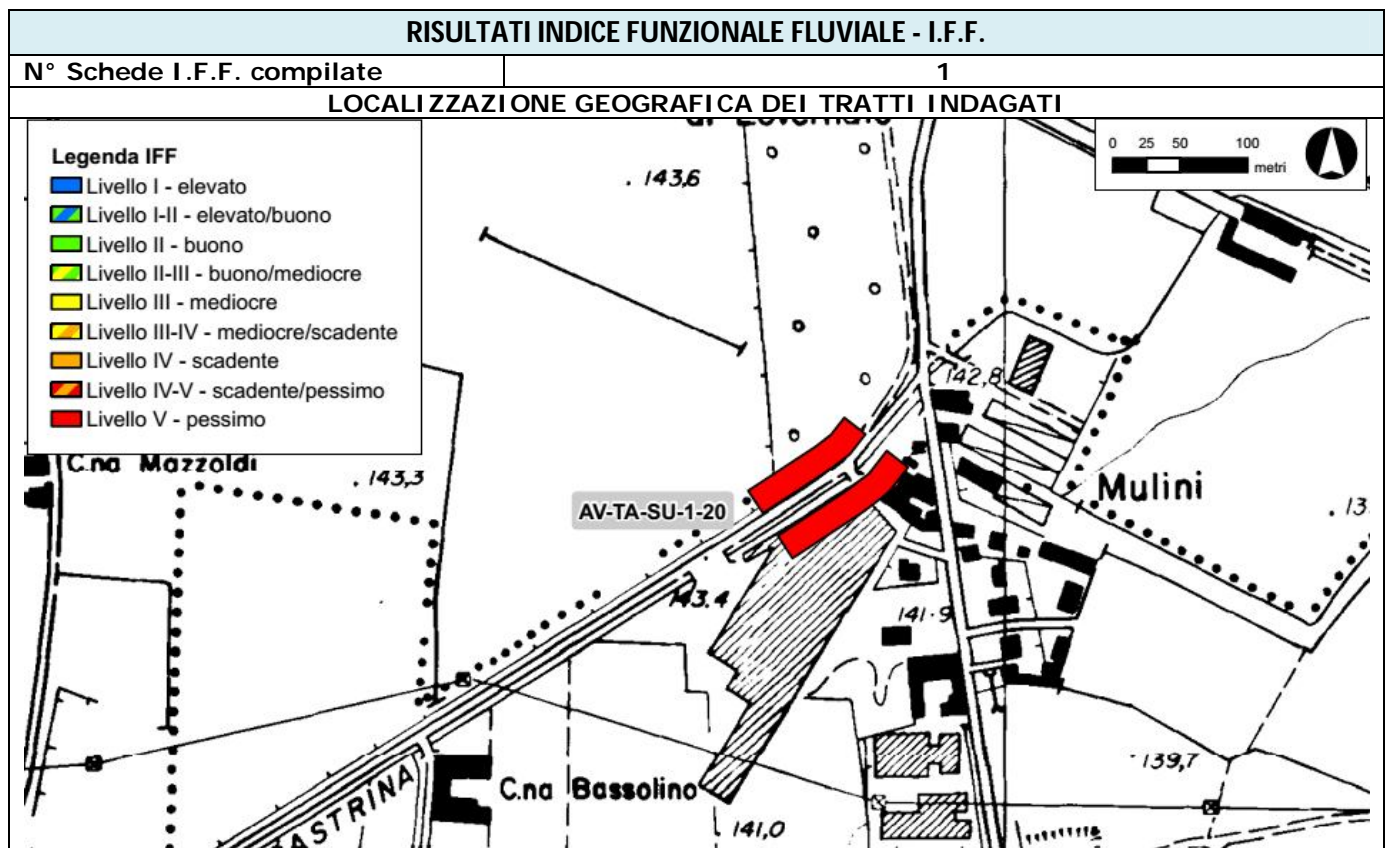 RISULTATI INDICE FUNZIONALE FLUVIALE - I.F.F.
N° Schede I.F.F. compilate 1
LOCALIZZAZIONE GEOGRAFICA DEI TRATTI INDAGATI
Legenda IFF
Livello I - elevato
Livello I-II - elevato/buono
Livello II - buono
Livello II-III - buono/mediocre
Livello III - mediocre
Livello III-IV - mediocre/scadente
Livello IV - scadente
Livello IV-V - scadente/pessimo
Livello V - pessimo
0 25 50 100
metri
143,6
142,8
C.na Mazzoldi
143,3
AV-TA-SU-1-20
Mulini
13
143.4
141.9
139,7
C.na Bassolino
141,0
ASTRINA